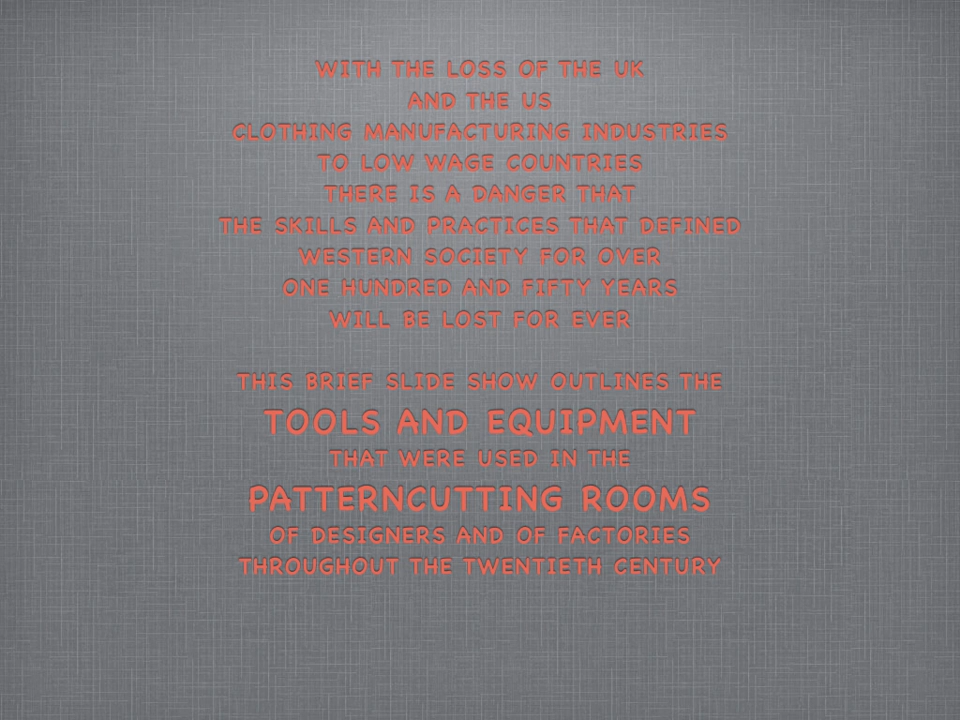 WITH THE LOSS OF THE UK
AND THE US
CLOTHING MANUFACTURING INDUSTRIES
TO LOW WAGE COUNTRIES
THERE IS A DANGER THAT
THE SKILLS AND PRACTICES THAT DEFINED
WESTERN SOCIETY FOR OVER
ONE HUNDRED AND FIFTY YEARS
WILL BE LOST FOR EVER
THIS BRIEF SLIDE SHOW OUTLINES THE
TOOLS AND EQUIPMENT
THAT WERE USED IN THE
PATTERNCUTTING ROOMS
OF DESIGNERS AND OF FACTORIES
THROUGHOUT THE TWENTIETH CENTURY